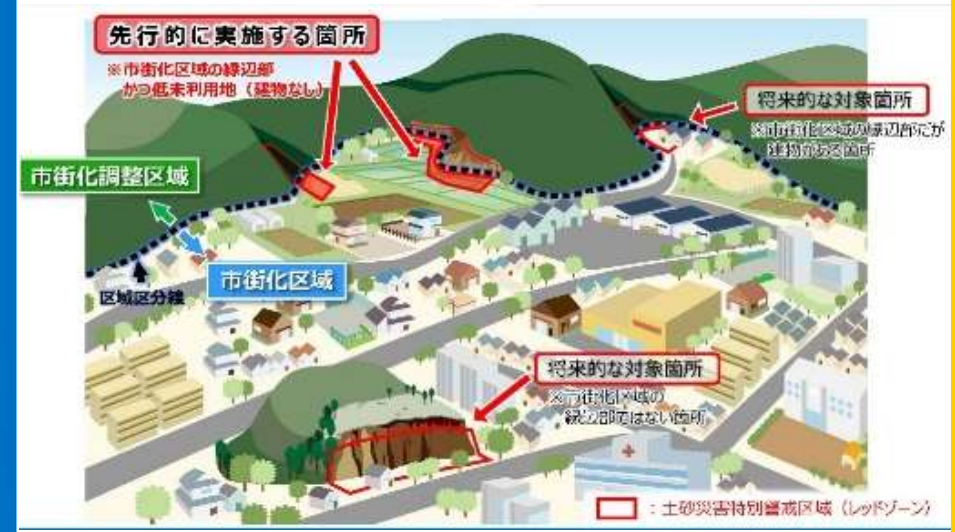 先行的に実施する箇所
※市街化区域の縁辺部
かつ低未利用地（建物なし）
将来的な対象箇所
※市街化区域の縁辺部だが
建物がある箇所
市街化調整区域
市街化区域
区域区分線
将来的な対象箇所
※市街化区域の
縁辺部ではない箇所
：土砂災害特別警戒区域（レッドゾーン）